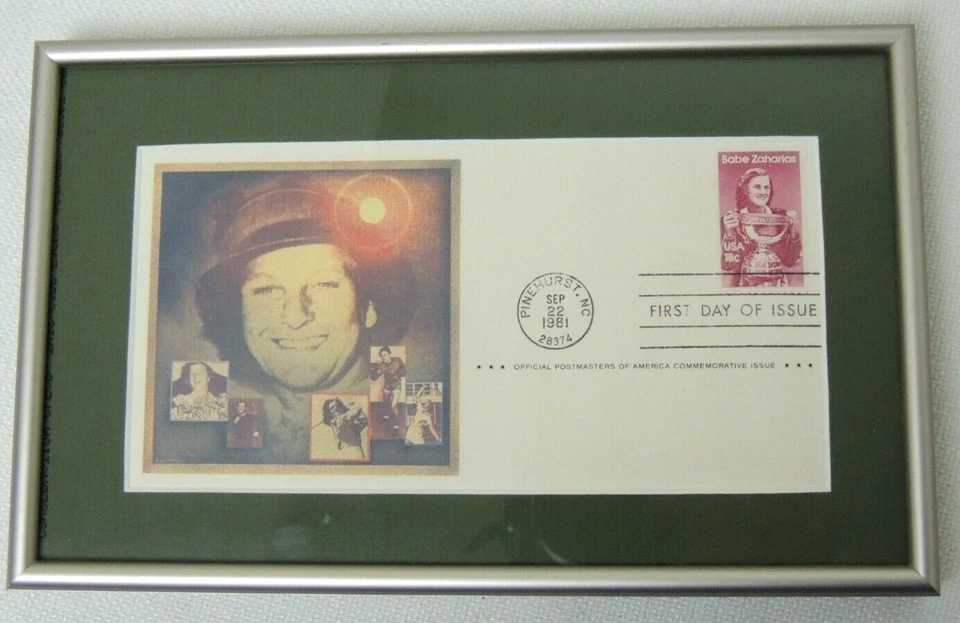 Babe Zaharias
USA
18c
PINEHURST, NC
SEP
22
1981
28374
FIRST DAY OF ISSUE
★ ★ ★ OFFICIAL POSTMASTERS OF AMERICA COMMEMORATIVE ISSUE ★ ★ ★